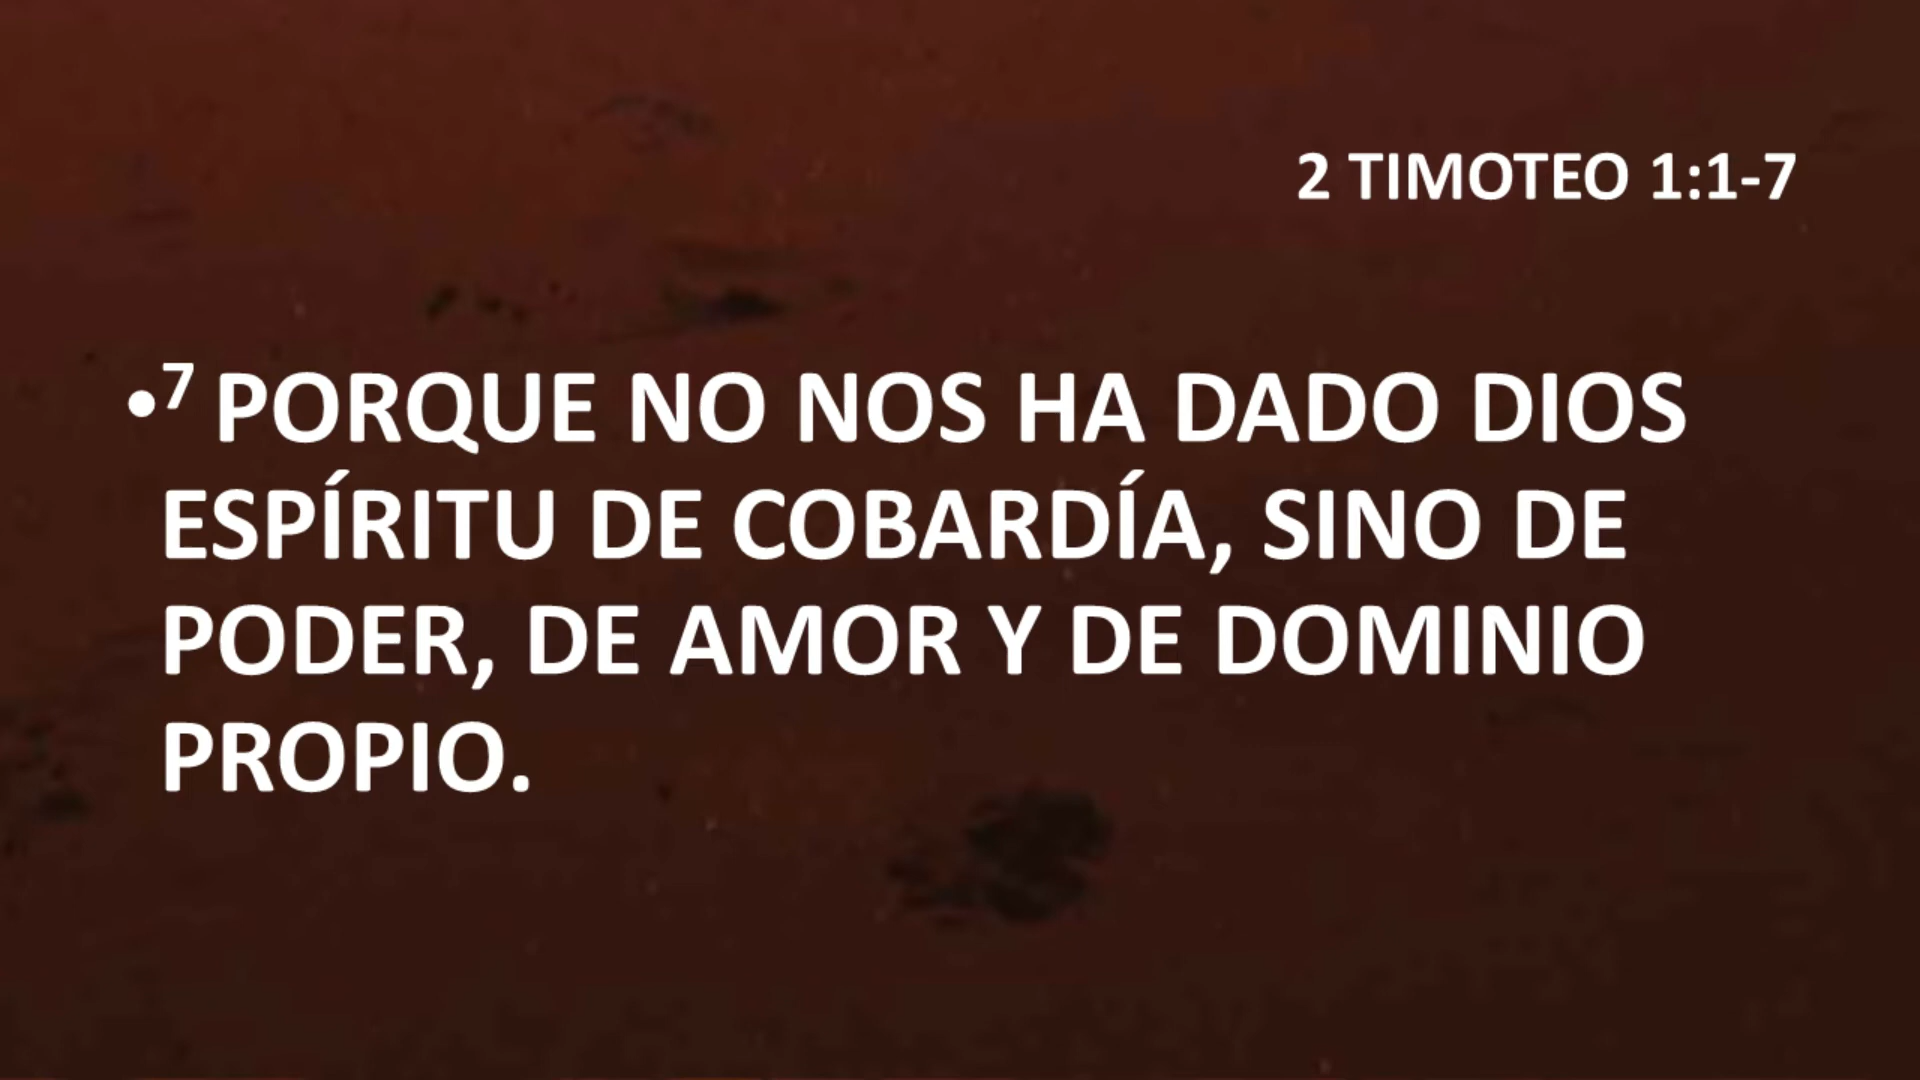 2 TIMOTEO 1:1-7
•⁷ PORQUE NO NOS HA DADO DIOS
ESPÍRITU DE COBARDÍA, SINO DE
PODER, DE AMOR Y DE DOMINIO
PROPIO.